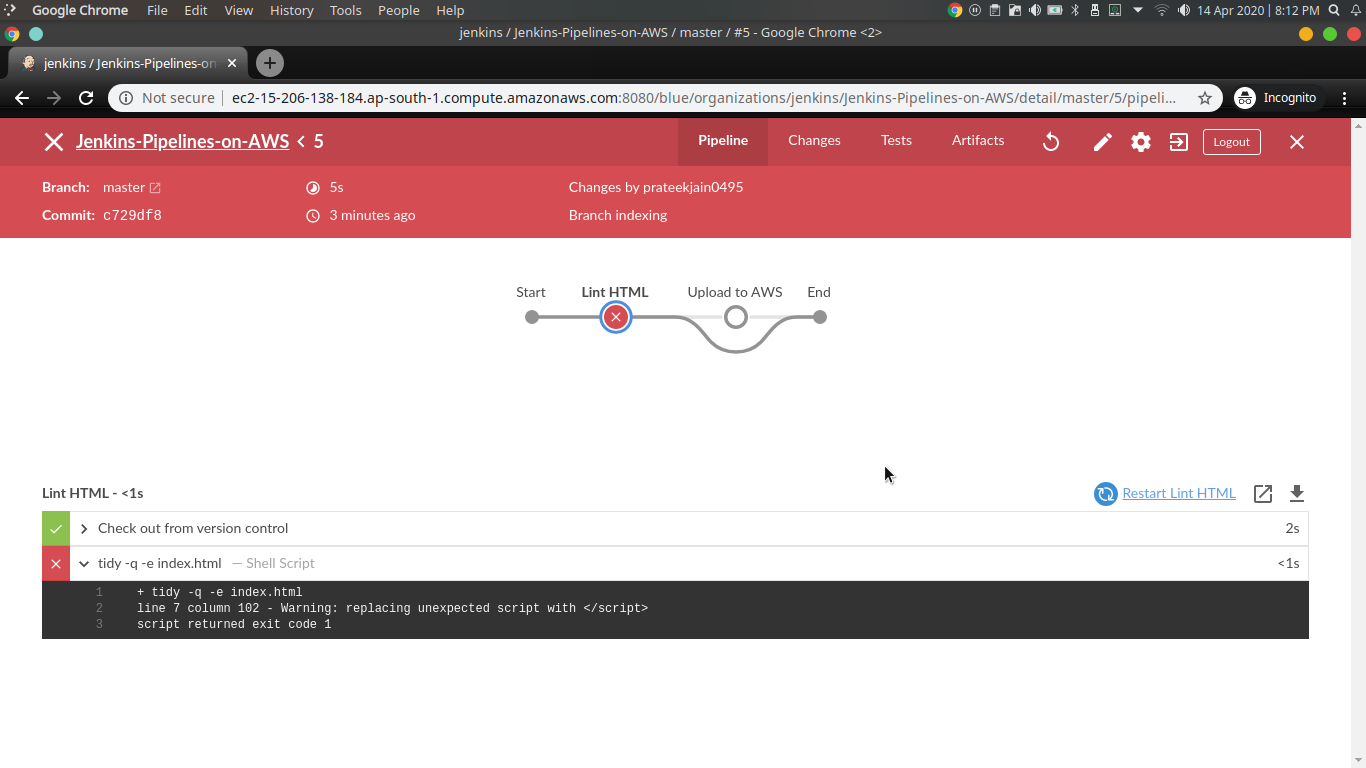 Google Chrome File Edit View History Tools People Help 14 Apr 2020 | 8:12 PM
jenkins / Jenkins-Pipelines-on-AWS / master / #5 - Google Chrome <2>
jenkins / Jenkins-Pipelines-on
Not secure ec2-15-206-138-184.ap-south-1.compute.amazonaws.com:8080/blue/organizations/jenkins/Jenkins-Pipelines-on-AWS/detail/master/5/pipeli... Incognito
Jenkins-Pipelines-on-AWS < 5 Pipeline Changes Tests Artifacts Logout
Branch: master 5s Changes by prateekjain0495
Commit: c729df8 3 minutes ago Branch indexing
Start Lint HTML Upload to AWS End
Lint HTML - <1s Restart Lint HTML
Check out from version control 2s
tidy -q -e index.html — Shell Script <1s
1 + tidy -q -e index.html
2 line 7 column 102 - Warning: replacing unexpected script with </script>
3 script returned exit code 1